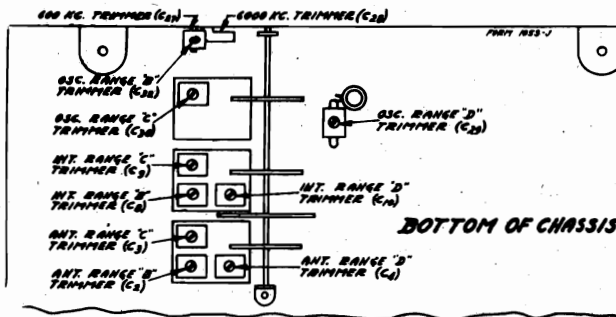 600 KC. TRIMMER (C27)
6000 KC. TRIMMER (C28)
FORM 1055-J
OSC. RANGE "B"
TRIMMER (C32)
OSC. RANGE "C"
TRIMMER (C30)
OSC. RANGE "D"
TRIMMER (C29)
INT. RANGE "C"
TRIMMER (C9)
INT. RANGE "B"
TRIMMER (C8)
INT. RANGE "D"
TRIMMER (C10)
BOTTOM OF CHASSIS
ANT. RANGE "C"
TRIMMER (C3)
ANT. RANGE "B"
TRIMMER (C2)
ANT. RANGE "D"
TRIMMER (C4)